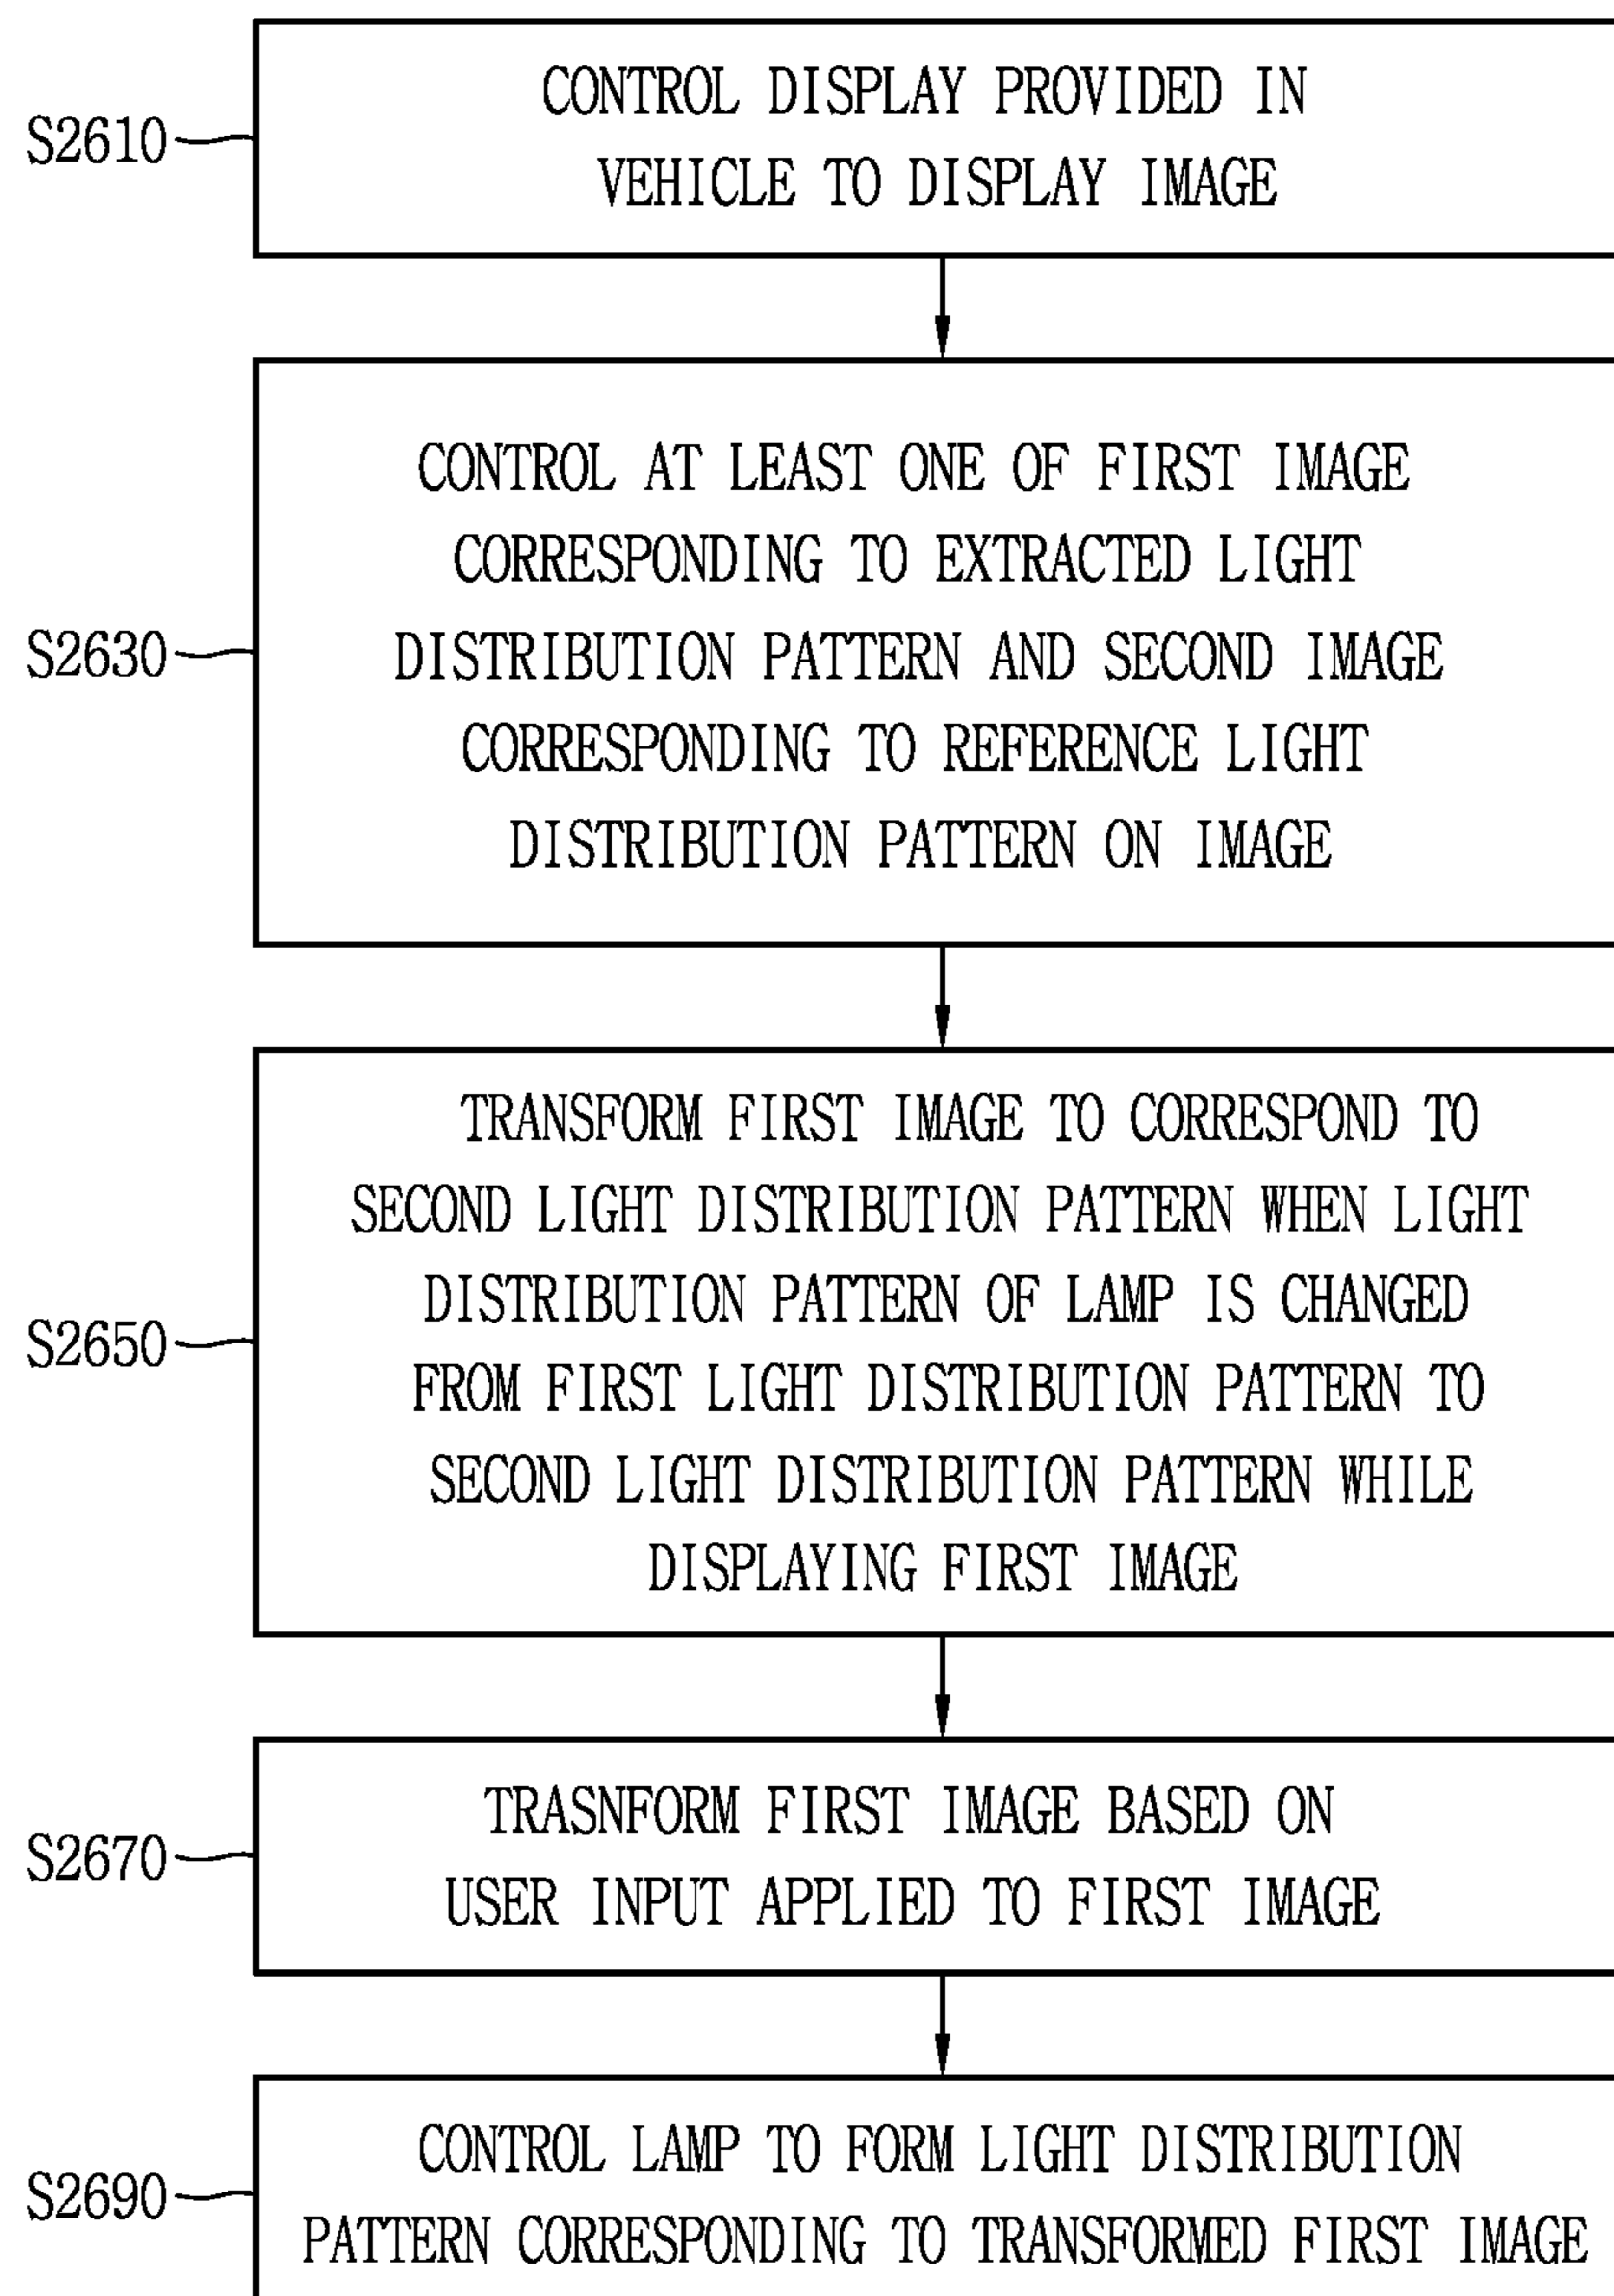 S2610
CONTROL DISPLAY PROVIDED IN
VEHICLE TO DISPLAY IMAGE
S2630
CONTROL AT LEAST ONE OF FIRST IMAGE
CORRESPONDING TO EXTRACTED LIGHT
DISTRIBUTION PATTERN AND SECOND IMAGE
CORRESPONDING TO REFERENCE LIGHT
DISTRIBUTION PATTERN ON IMAGE
S2650
TRANSFORM FIRST IMAGE TO CORRESPOND TO
SECOND LIGHT DISTRIBUTION PATTERN WHEN LIGHT
DISTRIBUTION PATTERN OF LAMP IS CHANGED
FROM FIRST LIGHT DISTRIBUTION PATTERN TO
SECOND LIGHT DISTRIBUTION PATTERN WHILE
DISPLAYING FIRST IMAGE
S2670
TRASNFORM FIRST IMAGE BASED ON
USER INPUT APPLIED TO FIRST IMAGE
S2690
CONTROL LAMP TO FORM LIGHT DISTRIBUTION
PATTERN CORRESPONDING TO TRANSFORMED FIRST IMAGE